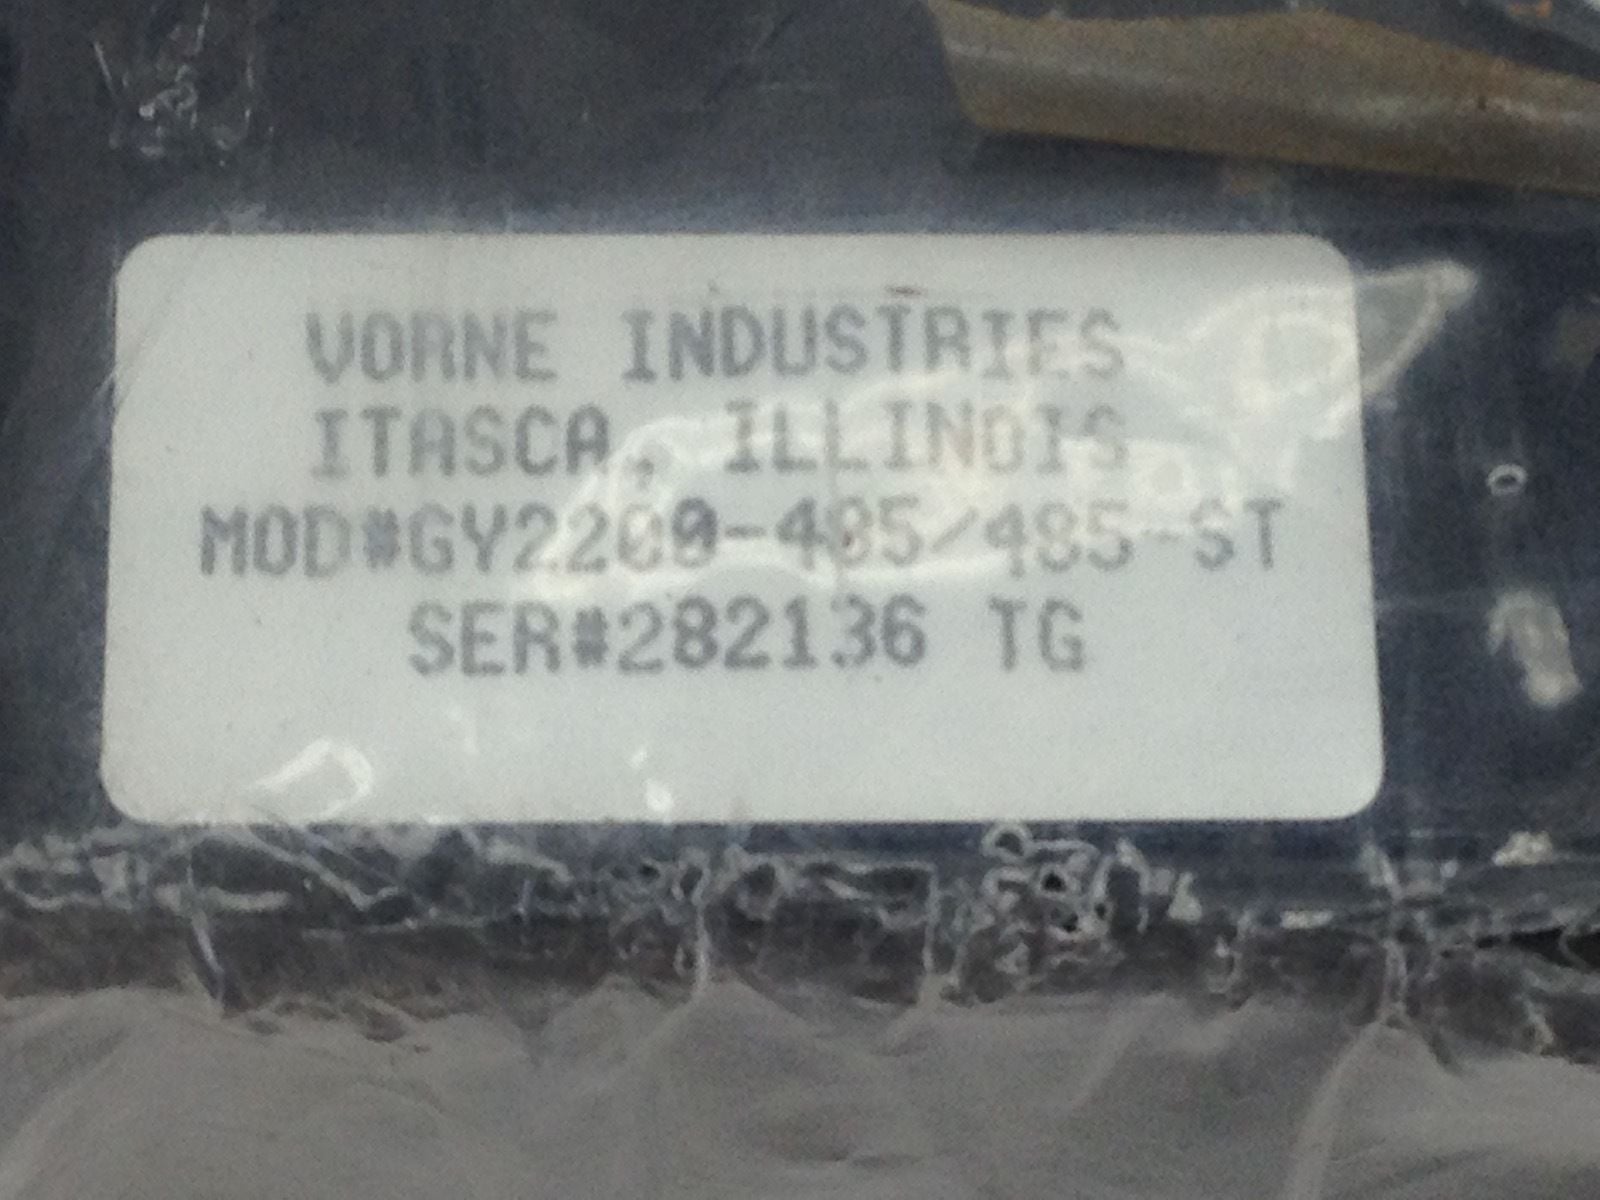 VORNE INDUSTRIES
ITASCA, ILLINOIS
MOD#GY2200-485/485-ST
SER#282136 TG